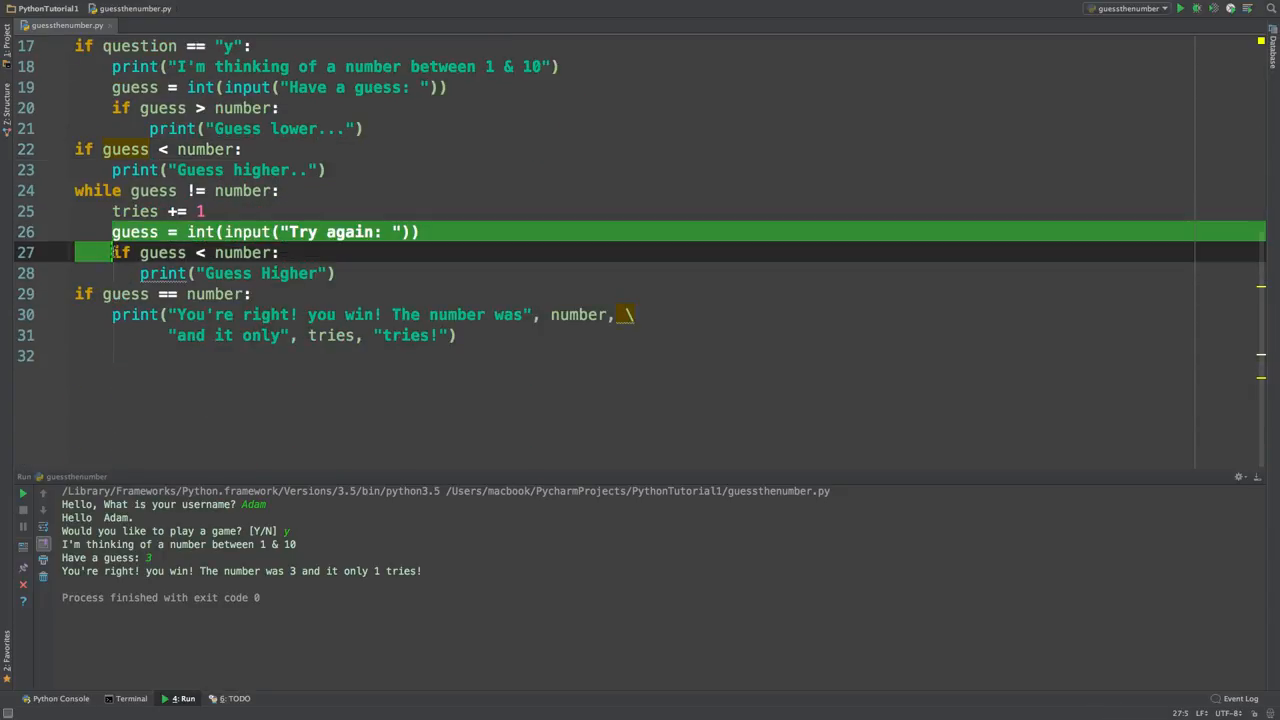 PythonTutorial1 guessthenumber.py guessthenumber
guessthenumber.py
1: Project
Z: Structure
2: Favorites
Database
17 if question == "y":
18 print("I'm thinking of a number between 1 & 10")
19 guess = int(input("Have a guess: "))
20 if guess > number:
21 print("Guess lower...")
22 if guess < number:
23 print("Guess higher..")
24 while guess != number:
25 tries += 1
26 guess = int(input("Try again: "))
27 if guess < number:
28 print("Guess Higher")
29 if guess == number:
30 print("You're right! you win! The number was", number, \
31 "and it only", tries, "tries!")
32
Run guessthenumber
/Library/Frameworks/Python.framework/Versions/3.5/bin/python3.5 /Users/macbook/PycharmProjects/PythonTutorial1/guessthenumber.py
Hello, What is your username? Adam
Hello Adam.
Would you like to play a game? [Y/N] y
I'm thinking of a number between 1 & 10
Have a guess: 3
You're right! you win! The number was 3 and it only 1 tries!
Process finished with exit code 0
Python Console Terminal 4: Run 6: TODO Event Log
27:5 LF÷ UTF-8÷